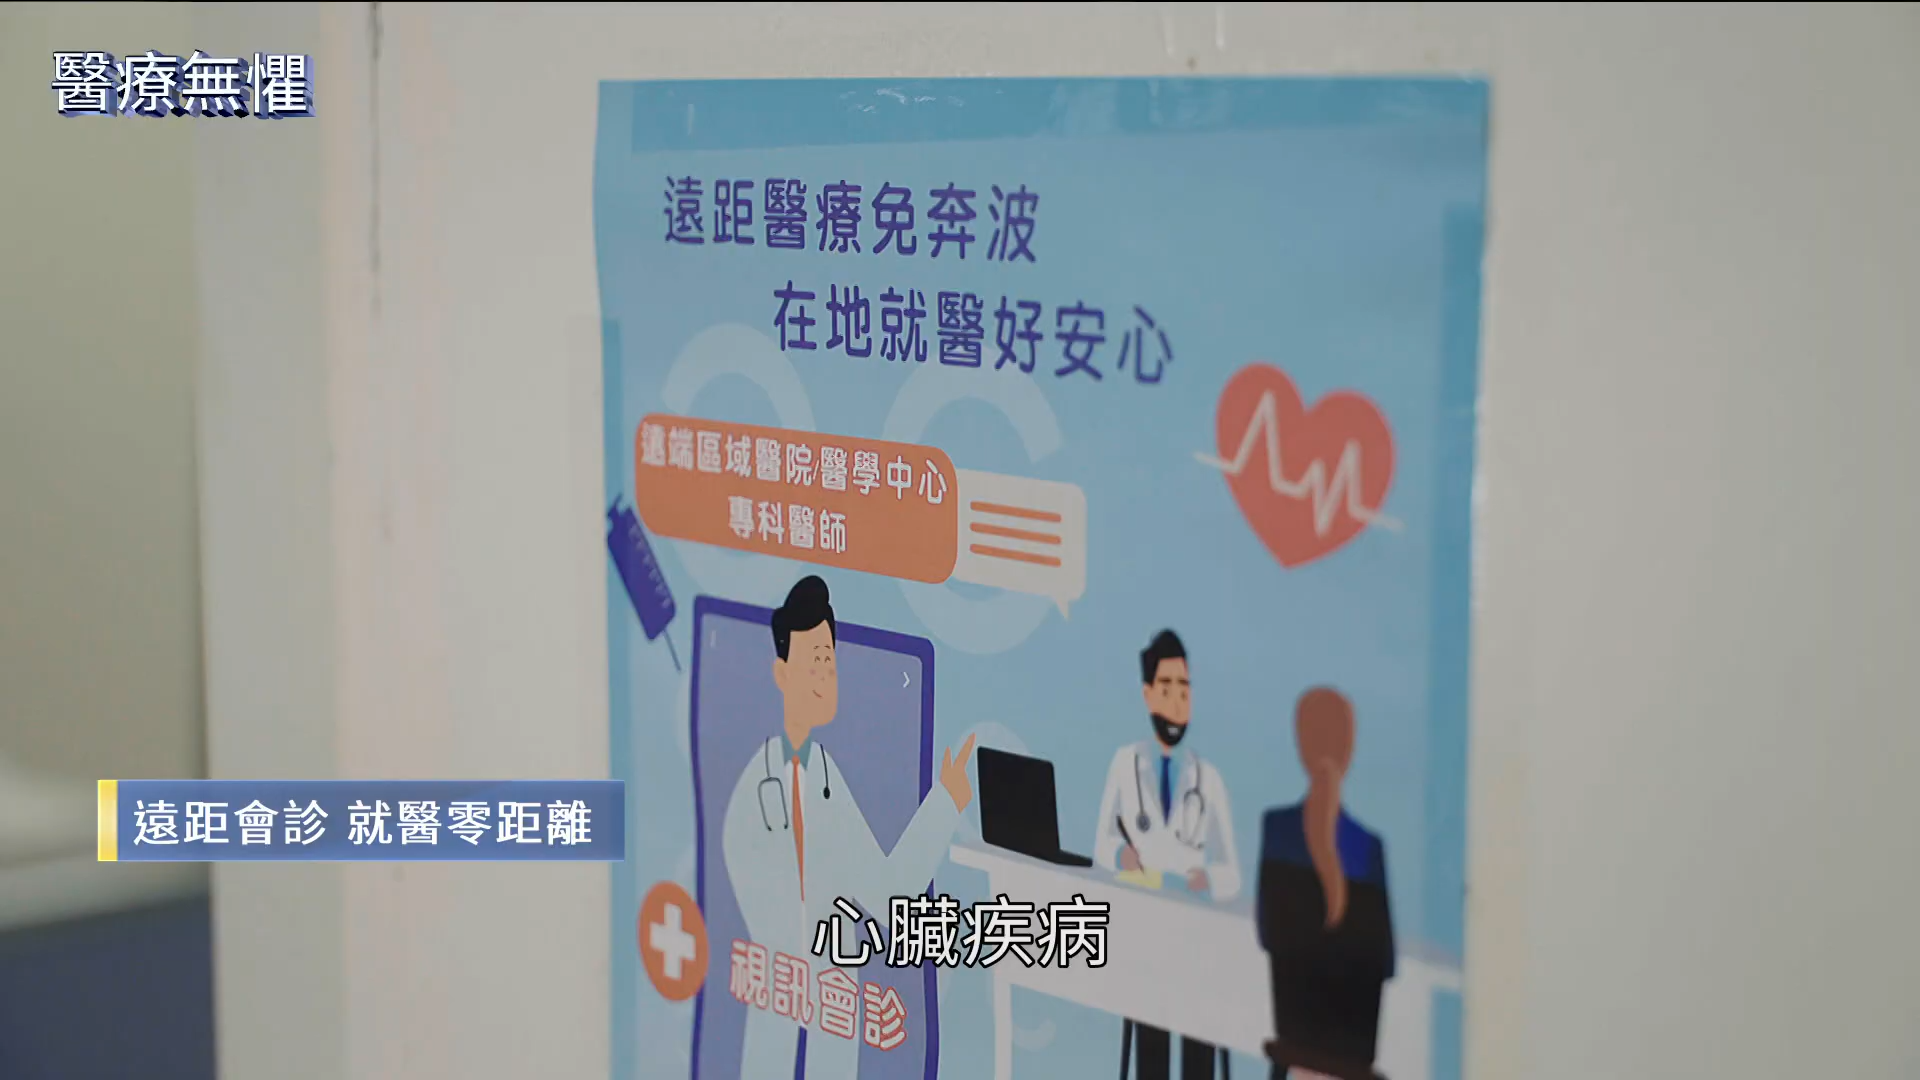 醫療無懼
遠距醫療免奔波
在地就醫好安心
遠端區域醫院/醫學中心
專科醫師
遠距會診 就醫零距離
心臟疾病
視訊會診